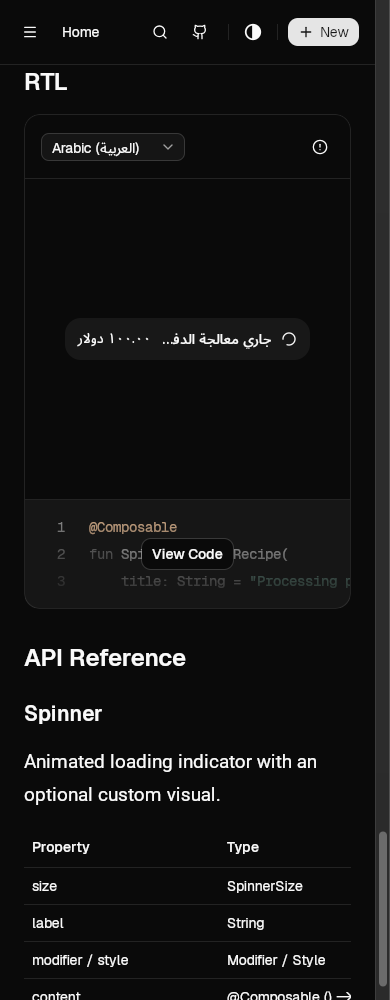 Home
New
RTL
Arabic (العربية)
جاري معالجة الدفـ... ١٠٠.٠٠ دولار
1 @Composable
2 fun Spi Recipe(
3 title: String = "Processing p
View Code
API Reference
Spinner
Animated loading indicator with an
optional custom visual.
Property Type
size SpinnerSize
label String
modifier / style Modifier / Style
content @Composable () ->